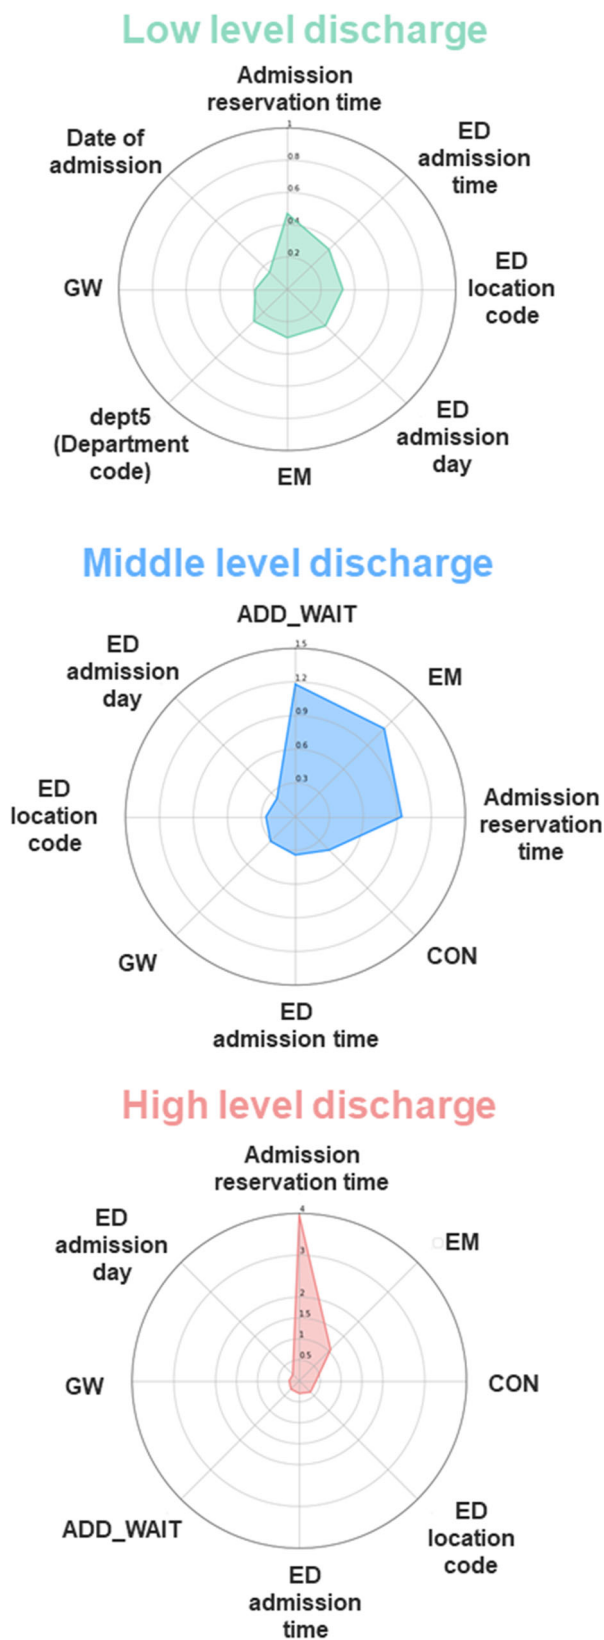 Low level discharge
Admission
reservation time
Date of
admission
ED
admission
time
1
0.8
0.6
0.4
0.2
GW
ED
location
code
dept5
(Department
code)
ED
admission
day
EM
Middle level discharge
ADD_WAIT
ED
admission
day
EM
1.5
1.2
0.9
0.6
0.3
ED
location
code
Admission
reservation
time
GW
CON
ED
admission time
High level discharge
Admission
reservation time
ED
admission
day
EM
4
3
2
1.5
1
0.5
GW
CON
ADD_WAIT
ED
location
code
ED
admission
time